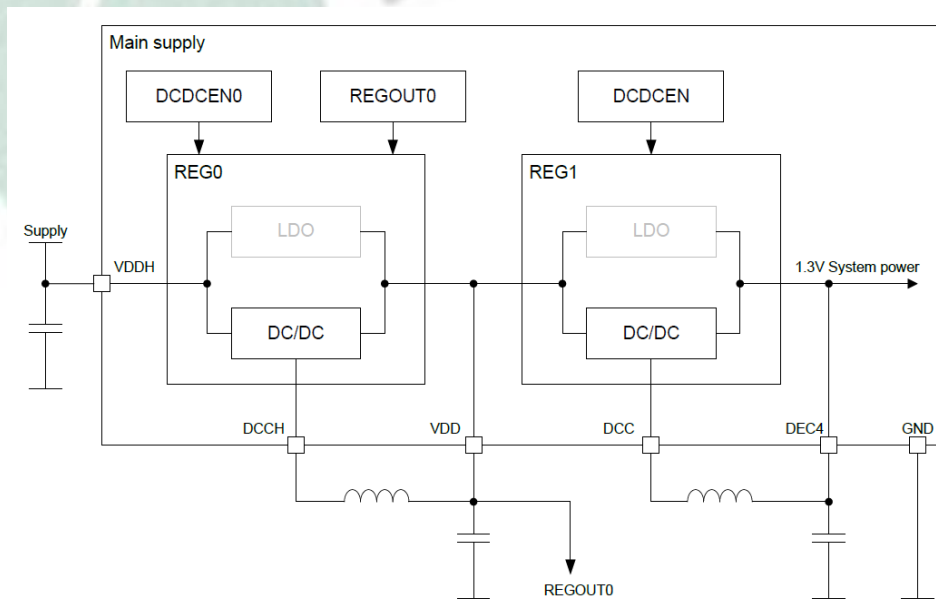 Main supply
DCDCEN0
REGOUT0
DCDCEN
REG0
REG1
LDO
LDO
Supply
VDDH
1.3V System power
DC/DC
DC/DC
DCCH
VDD
DCC
DEC4
GND
REGOUT0